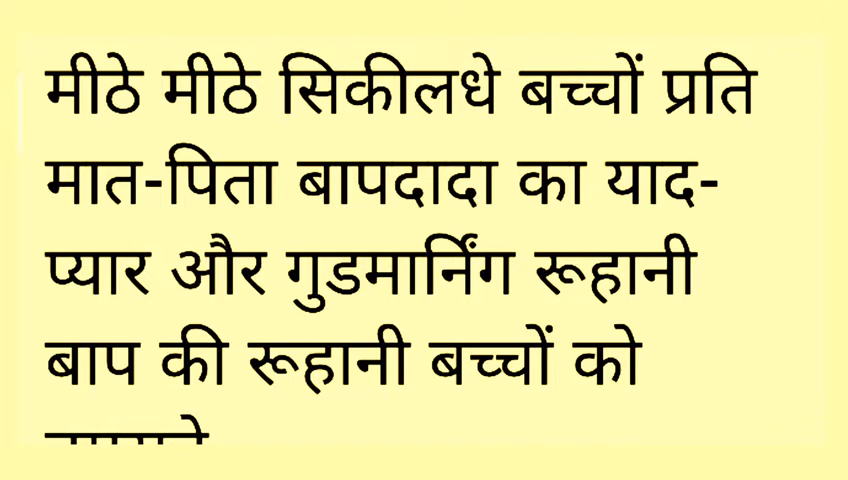 मीठे मीठे सिकीलधे बच्चों प्रति
मात-पिता बापदादा का याद-
प्यार और गुडमार्निंग रूहानी
बाप की रूहानी बच्चों को